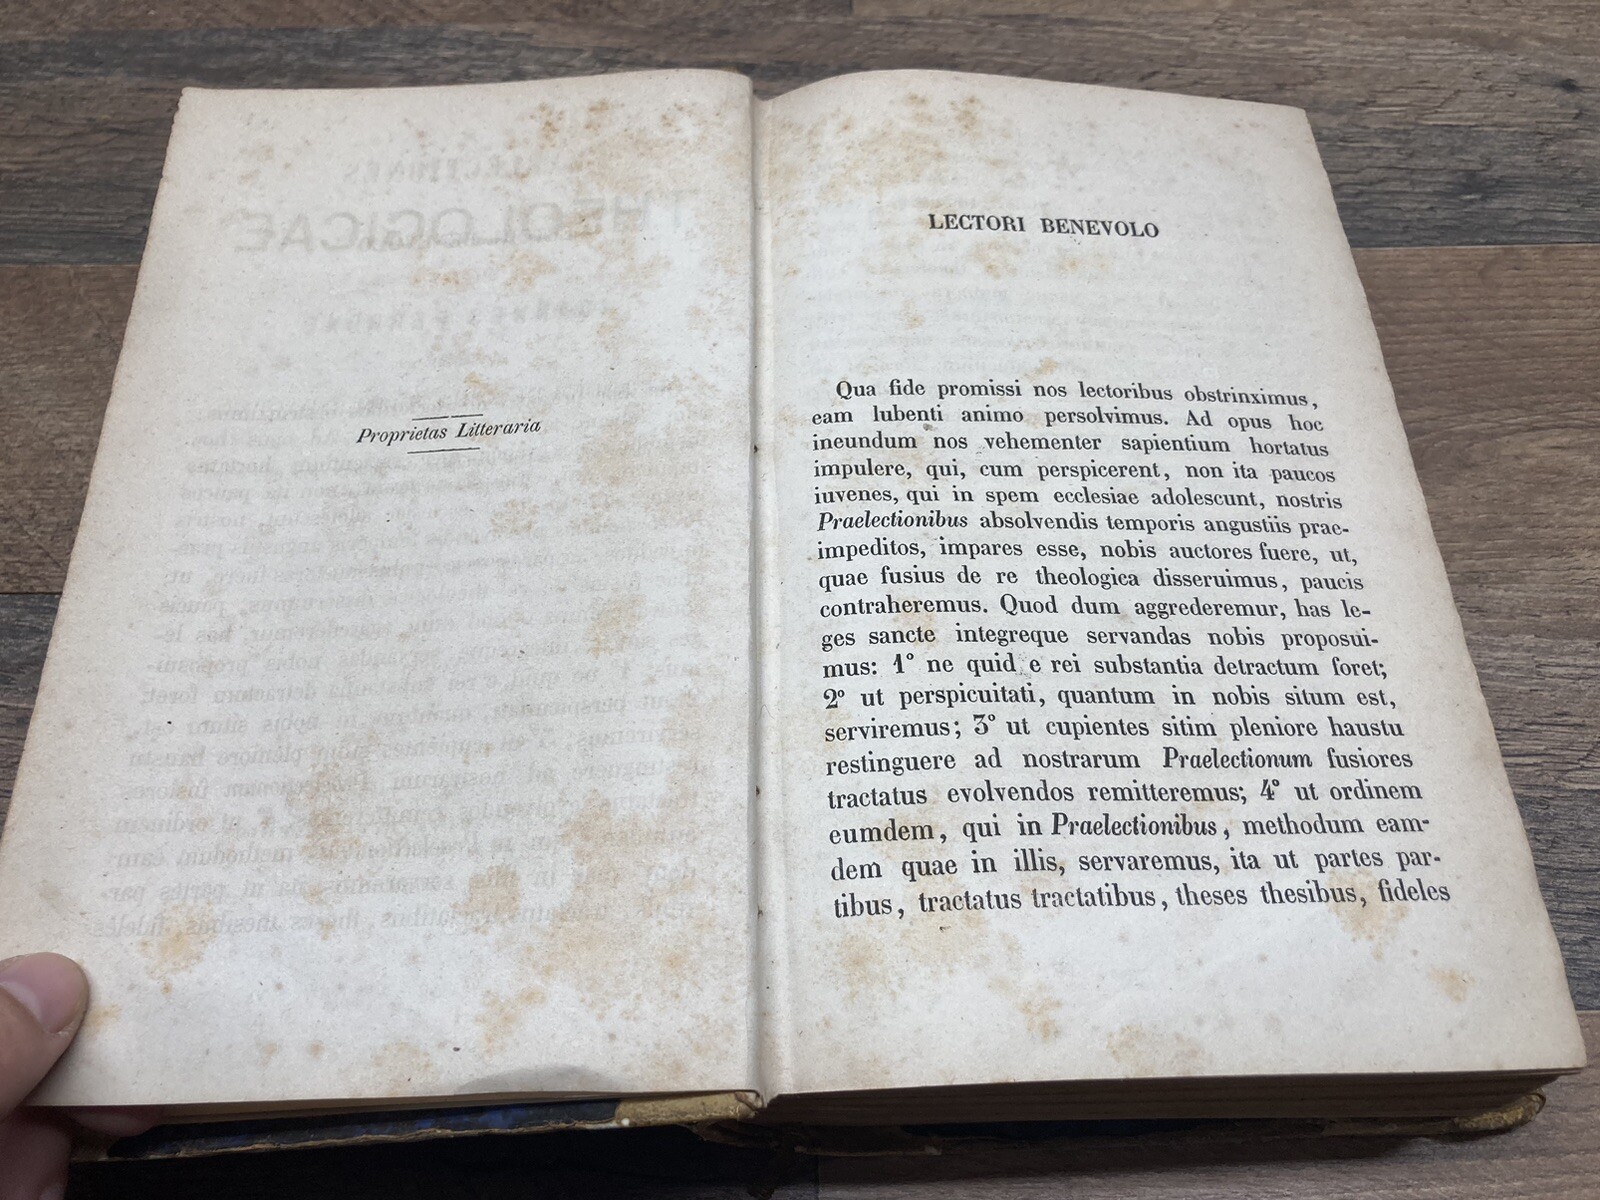 Proprietas Litteraria
LECTORI BENEVOLO
Qua fide promissi nos lectoribus obstrinximus,
eam lubenti animo persolvimus. Ad opus hoc
ineundum nos vehementer sapientium hortatus
impulere, qui, cum perspicerent, non ita paucos
iuvenes, qui in spem ecclesiae adolescunt, nostris
Praelectionibus absolvendis temporis angustiis prae-
impeditos, impares esse, nobis auctores fuere, ut,
quae fusius de re theologica disseruimus, paucis
contraheremus. Quod dum aggrederemur, has le-
ges sancte integreque servandas nobis proposui-
mus: 1° ne quid e rei substantia detractum foret;
2° ut perspicuitati, quantum in nobis situm est,
serviremus; 3° ut cupientes sitim pleniore haustu
restinguere ad nostrarum Praelectionum fusiores
tractatus evolvendos remitteremus; 4° ut ordinem
eumdem, qui in Praelectionibus, methodum eam-
dem quae in illis, servaremus, ita ut partes par-
tibus, tractatus tractatibus, theses thesibus, fideles